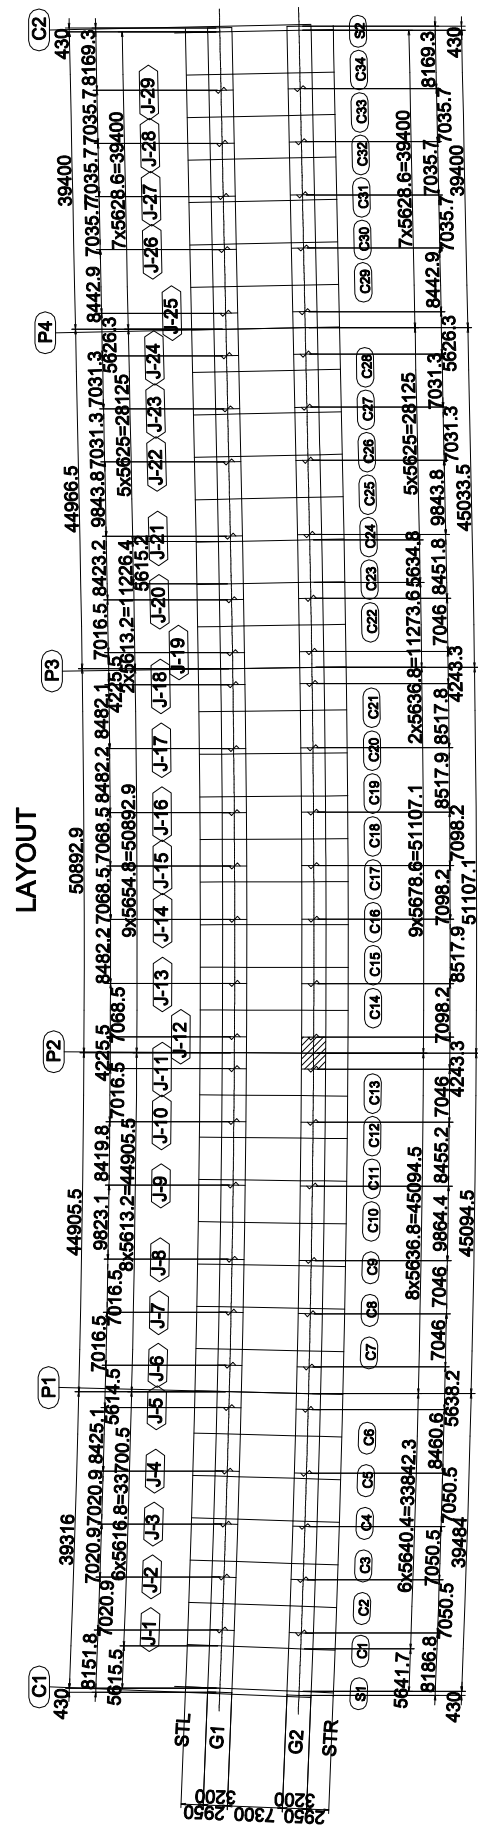 LAYOUT
C1
P1
P2
P3
P4
C2
39316
44905.5
50892.9
44966.5
39400
430
8151.8
7020.9
7020.9
7020.9
8425.1
5614.5
7016.5
7016.5
9823.1
8419.8
7016.5
4225.5
7068.5
8482.2
7068.5
7068.5
8482.2
8482.1
4225.5
7016.5
8423.2
9843.8
7031.3
7031.3
5626.3
8442.9
7035.7
7035.7
7035.7
8169.3
430
5615.5
6x5616.8=33700.5
8x5613.2=44905.5
9x5654.8=50892.9
2x5613.2=11226.4
5615.2
5x5625=28125
7x5628.6=39400
J-1
J-2
J-3
J-4
J-5
J-6
J-7
J-8
J-9
J-10
J-11
J-12
J-13
J-14
J-15
J-16
J-17
J-18
J-19
J-20
J-21
J-22
J-23
J-24
J-25
J-26
J-27
J-28
J-29
STL
G1
G2
STR
2950
3200
7300
3200
2950
S1
C1
C2
C3
C4
C5
C6
C7
C8
C9
C10
C11
C12
C13
C14
C15
C16
C17
C18
C19
C20
C21
C22
C23
C24
C25
C26
C27
C28
C29
C30
C31
C32
C33
C34
S2
5641.7
6x5640.4=33842.3
8x5636.8=45094.5
9x5678.6=51107.1
2x5636.8=11273.6
5634.8
5x5625=28125
7x5628.6=39400
430
8186.8
7050.5
7050.5
7050.5
8460.6
5638.2
7046
7046
9864.4
8455.2
7046
4243.3
7098.2
8517.9
7098.2
7098.2
8517.9
8517.8
4243.3
7046
8451.8
9843.8
7031.3
7031.3
5626.3
8442.9
7035.7
7035.7
7035.7
8169.3
430
39484
45094.5
51107.1
45033.5
39400